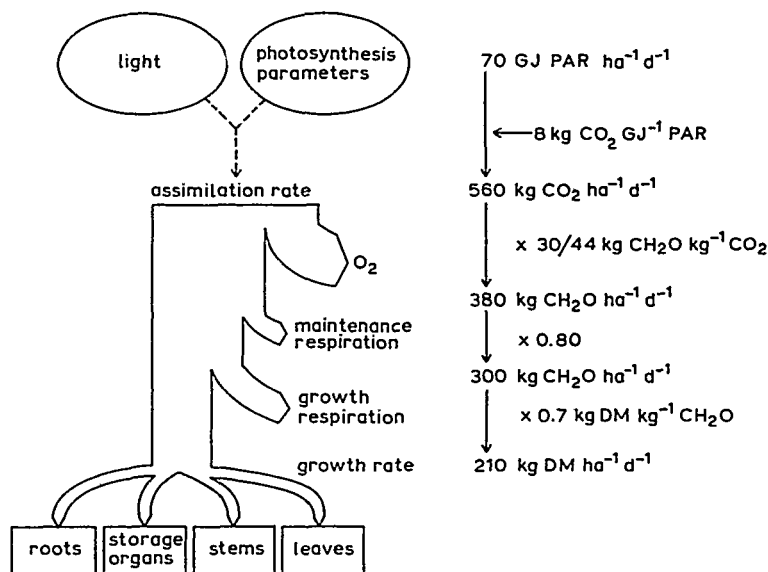 light
photosynthesis
parameters
assimilation rate
O₂
maintenance
respiration
growth
respiration
growth rate
roots
storage
organs
stems
leaves
70 GJ PAR ha⁻¹ d⁻¹
8 kg CO₂ GJ⁻¹ PAR
560 kg CO₂ ha⁻¹ d⁻¹
x 30/44 kg CH₂O kg⁻¹ CO₂
380 kg CH₂O ha⁻¹ d⁻¹
x 0.80
300 kg CH₂O ha⁻¹ d⁻¹
x 0.7 kg DM kg⁻¹ CH₂O
210 kg DM ha⁻¹ d⁻¹